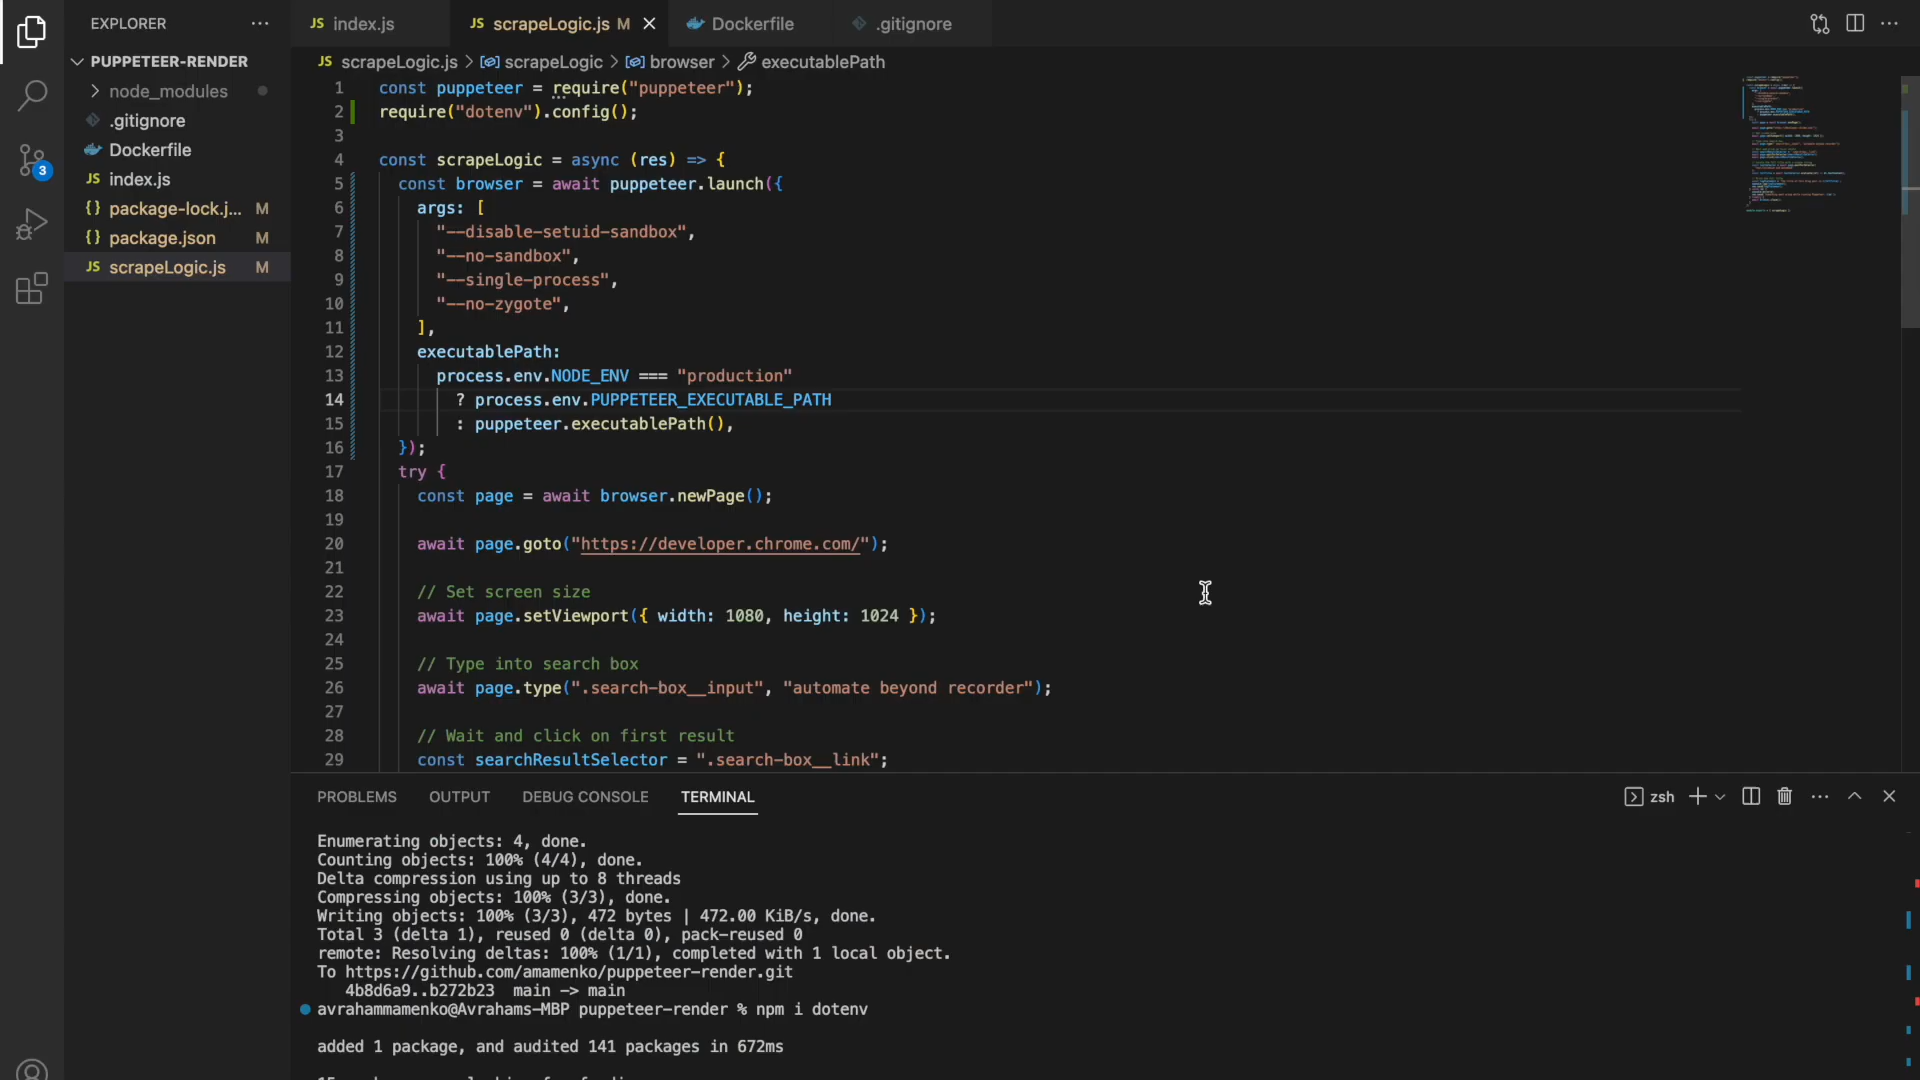 EXPLORER
PUPPETEER-RENDER
node_modules
.gitignore
Dockerfile
JS index.js
{} package-lock.j... M
{} package.json M
JS scrapeLogic.js M
3
JS index.js
JS scrapeLogic.js M
Dockerfile
.gitignore
JS scrapeLogic.js > scrapeLogic > browser > executablePath
1 const puppeteer = require("puppeteer");
2 require("dotenv").config();
3
4 const scrapeLogic = async (res) => {
5 const browser = await puppeteer.launch({
6 args: [
7 "--disable-setuid-sandbox",
8 "--no-sandbox",
9 "--single-process",
10 "--no-zygote",
11 ],
12 executablePath:
13 process.env.NODE_ENV === "production"
14 ? process.env.PUPPETEER_EXECUTABLE_PATH
15 : puppeteer.executablePath(),
16 });
17 try {
18 const page = await browser.newPage();
19
20 await page.goto("https://developer.chrome.com/");
21
22 // Set screen size
23 await page.setViewport({ width: 1080, height: 1024 });
24
25 // Type into search box
26 await page.type(".search-box__input", "automate beyond recorder");
27
28 // Wait and click on first result
29 const searchResultSelector = ".search-box__link";
PROBLEMS OUTPUT DEBUG CONSOLE TERMINAL
zsh
Enumerating objects: 4, done.
Counting objects: 100% (4/4), done.
Delta compression using up to 8 threads
Compressing objects: 100% (3/3), done.
Writing objects: 100% (3/3), 472 bytes | 472.00 KiB/s, done.
Total 3 (delta 1), reused 0 (delta 0), pack-reused 0
remote: Resolving deltas: 100% (1/1), completed with 1 local object.
To https://github.com/amamenko/puppeteer-render.git
4b8d6a9..b272b23 main -> main
avrahammamenko@Avrahams-MBP puppeteer-render % npm i dotenv
added 1 package, and audited 141 packages in 672ms